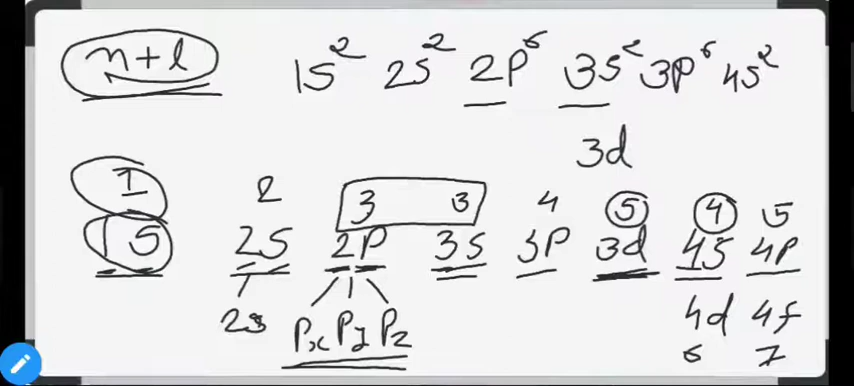 n+l 1s² 2s² 2p⁶ 3s² 3p⁶ 4s²
3d
1 2 3 3 4 5 4 5
1s 2s 2p 3s 3p 3d 4s 4p
2s Px Py Pz 4d 4f
6 7